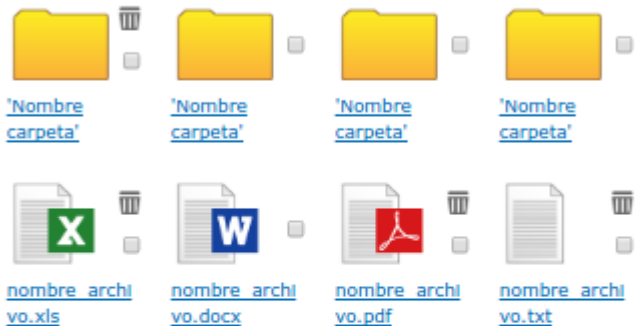 'Nombre
carpeta'
'Nombre
carpeta'
'Nombre
carpeta'
'Nombre
carpeta'
X
nombre_archi
vo.xls
W
nombre_archi
vo.docx
nombre_archi
vo.pdf
nombre_archi
vo.txt